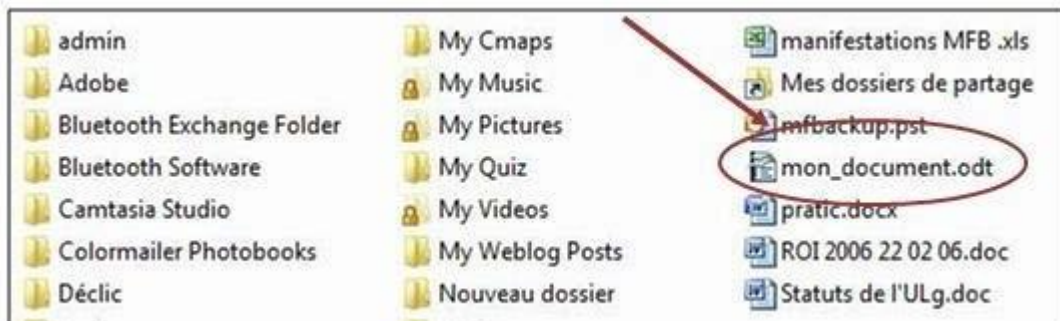 admin
Adobe
Bluetooth Exchange Folder
Bluetooth Software
Camtasia Studio
Colormailer Photobooks
Déclic
My Cmaps
My Music
My Pictures
My Quiz
My Videos
My Weblog Posts
Nouveau dossier
manifestations MFB .xls
Mes dossiers de partage
mfbackup.pst
mon_document.odt
pratic.docx
ROI 2006 22 02 06.doc
Statuts de l'ULg.doc